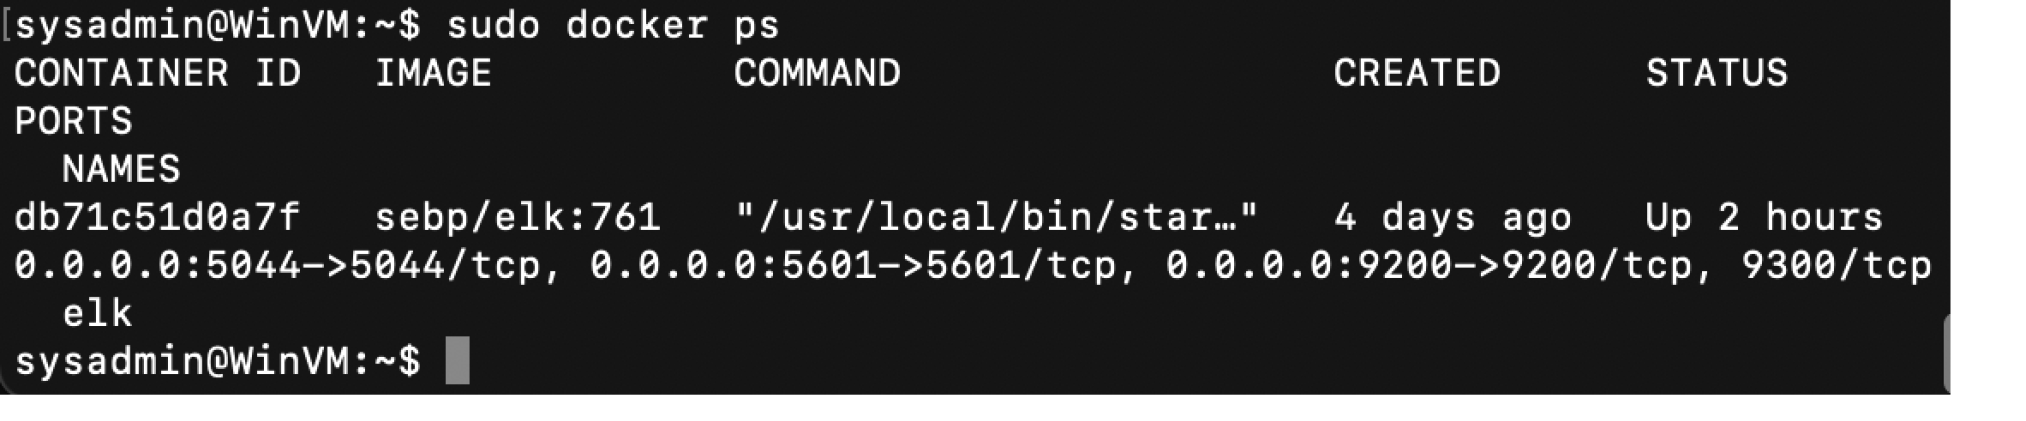 [sysadmin@WinVM:~$ sudo docker ps
CONTAINER ID   IMAGE          COMMAND                  CREATED      STATUS
PORTS
  NAMES
db71c51d0a7f   sebp/elk:761   "/usr/local/bin/star…"   4 days ago   Up 2 hours
0.0.0.0:5044->5044/tcp, 0.0.0.0:5601->5601/tcp, 0.0.0.0:9200->9200/tcp, 9300/tcp
  elk
sysadmin@WinVM:~$